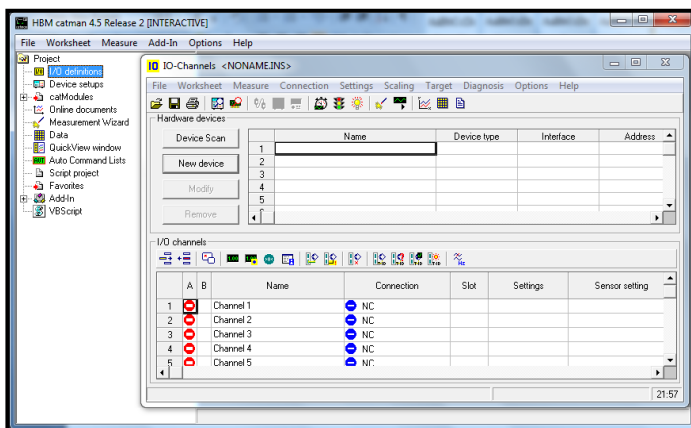 HBM catman 4.5 Release 2 [INTERACTIVE]
File Worksheet Measure Add-In Options Help
Project
I/O definitions
Device setups
catModules
Online documents
Measurement Wizard
Data
QuickView window
Auto Command Lists
Script project
Favorites
Add-In
VBScript
IO IO-Channels <NONAME.INS>
File Worksheet Measure Connection Settings Scaling Target Diagnosis Options Help
Hardware devices
Device Scan
New device
Modify
Remove
Name Device type Interface Address
1
2
3
4
5
I/O channels
A B Name Connection Slot Settings Sensor setting
1 Channel 1 NC
2 Channel 2 NC
3 Channel 3 NC
4 Channel 4 NC
5 Channel 5 NC
21:57